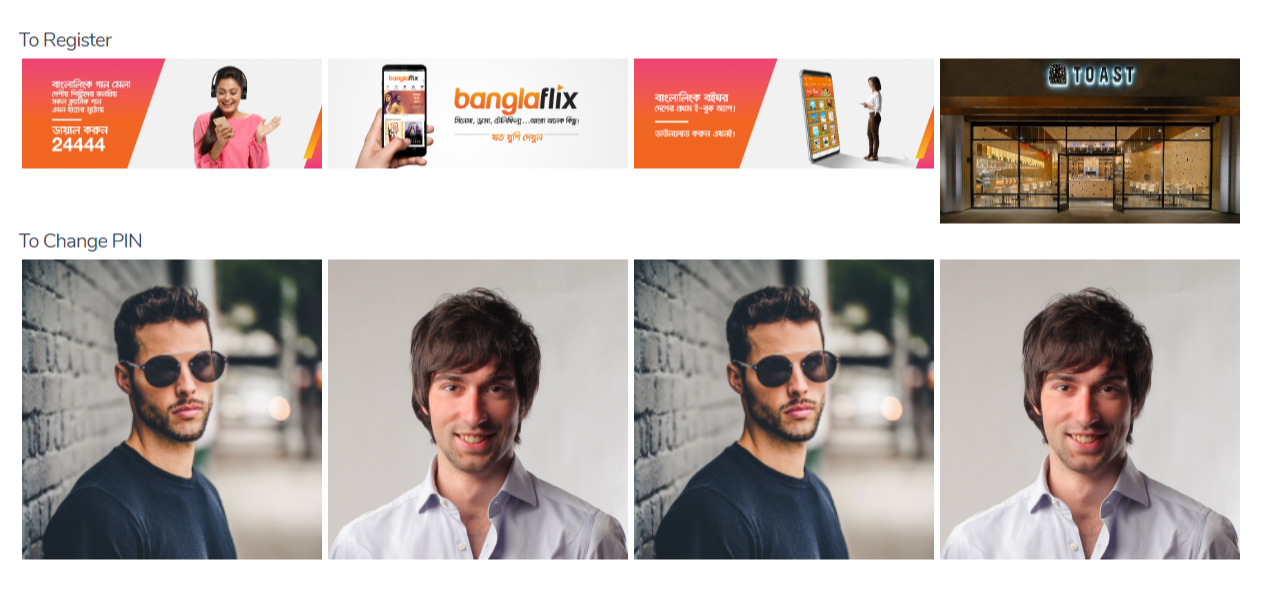 To Register
বাংলালিংক গান মেলা
দেশীয় শিল্পীদের জনপ্রিয়
সকল ক্লাসিক গান
এখন হাতের মুঠোয়
ডায়াল করুন
24444
banglaflix
banglaflix
সিনেমা, ড্রামা, টেলিফিল্ম...আরো অনেক কিছু!
যত খুশি দেখুন
বাংলালিংক বইঘর
দেশের প্রথম ই-বুক অ্যাপ।
ডাউনলোড করুন এখনই!
TOAST
To Change PIN